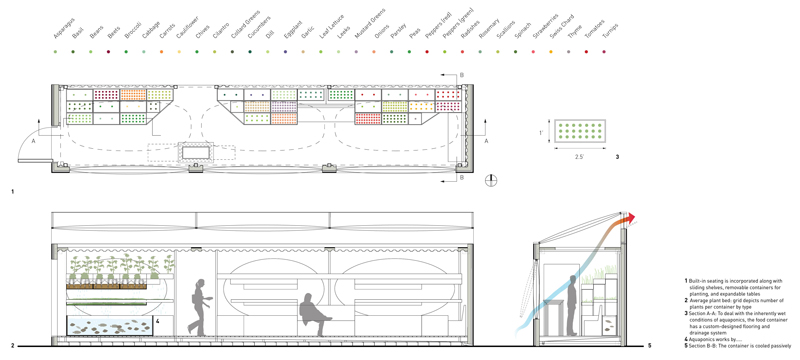 Asparagus
Basil
Beans
Beets
Broccoli
Cabbage
Carrots
Cauliflower
Chives
Cilantro
Collard Greens
Cucumbers
Dill
Eggplant
Garlic
Leaf Lettuce
Leeks
Mustard Greens
Onions
Parsley
Peas
Peppers (red)
Peppers (green)
Radishes
Rosemary
Scallions
Spinach
Strawberries
Swiss Chard
Thyme
Tomatoes
Turnips
B
A
A
1'
2.5'
3
B
1
4
2
5
1 Built-in seating is incorporated along with
sliding shelves, removable containers for
planting, and expandable tables
2 Average plant bed: grid depicts number of
plants per container by type
3 Section A-A: To deal with the inherently wet
conditions of aquaponics, the food container
has a custom-designed flooring and
drainage system
4 Aquaponics works by....
5 Section B-B: The container is cooled passively